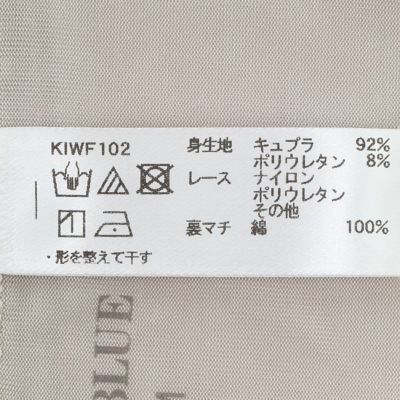 KIWF102
身生地 キュプラ 92%
ポリウレタン 8%
レース ナイロン
ポリウレタン
その他
裏マチ 綿 100%
・形を整えて干す
BLUE